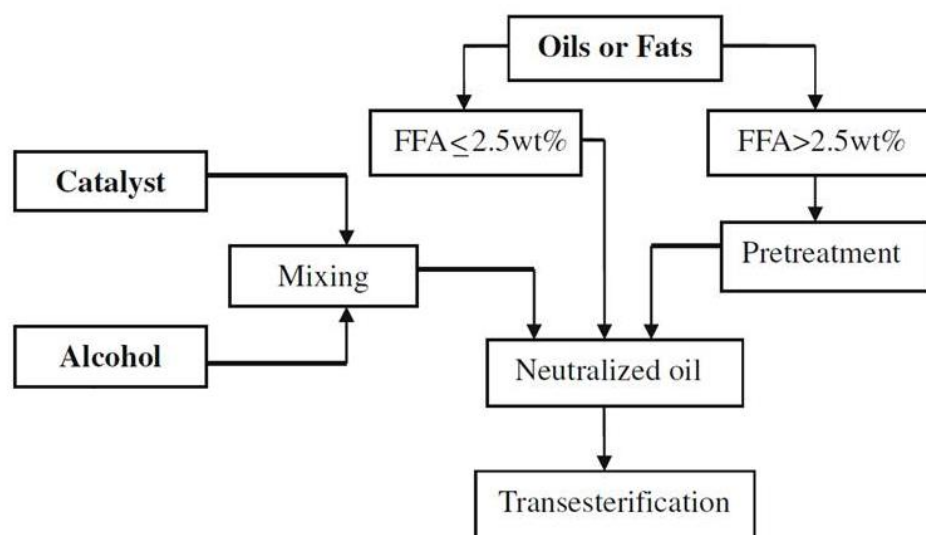 Oils or Fats
FFA≤2.5wt%
FFA>2.5wt%
Catalyst
Pretreatment
Mixing
Alcohol
Neutralized oil
Transesterification